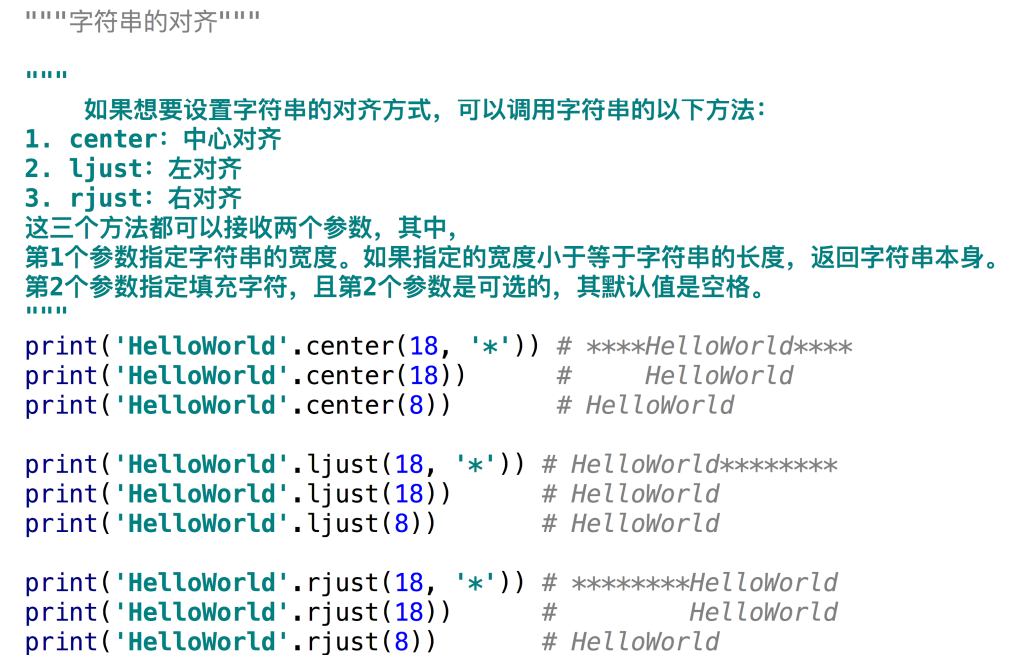 """字符串的对齐"""

"""
    如果想要设置字符串的对齐方式，可以调用字符串的以下方法：
1. center：中心对齐
2. ljust：左对齐
3. rjust：右对齐
这三个方法都可以接收两个参数，其中，
第1个参数指定字符串的宽度。如果指定的宽度小于等于字符串的长度，返回字符串本身。
第2个参数指定填充字符，且第2个参数是可选的，其默认值是空格。
"""
print('HelloWorld'.center(18, '*')) # ****HelloWorld****
print('HelloWorld'.center(18))      #     HelloWorld
print('HelloWorld'.center(8))       # HelloWorld

print('HelloWorld'.ljust(18, '*')) # HelloWorld********
print('HelloWorld'.ljust(18))      # HelloWorld
print('HelloWorld'.ljust(8))       # HelloWorld

print('HelloWorld'.rjust(18, '*')) # ********HelloWorld
print('HelloWorld'.rjust(18))      #         HelloWorld
print('HelloWorld'.rjust(8))       # HelloWorld